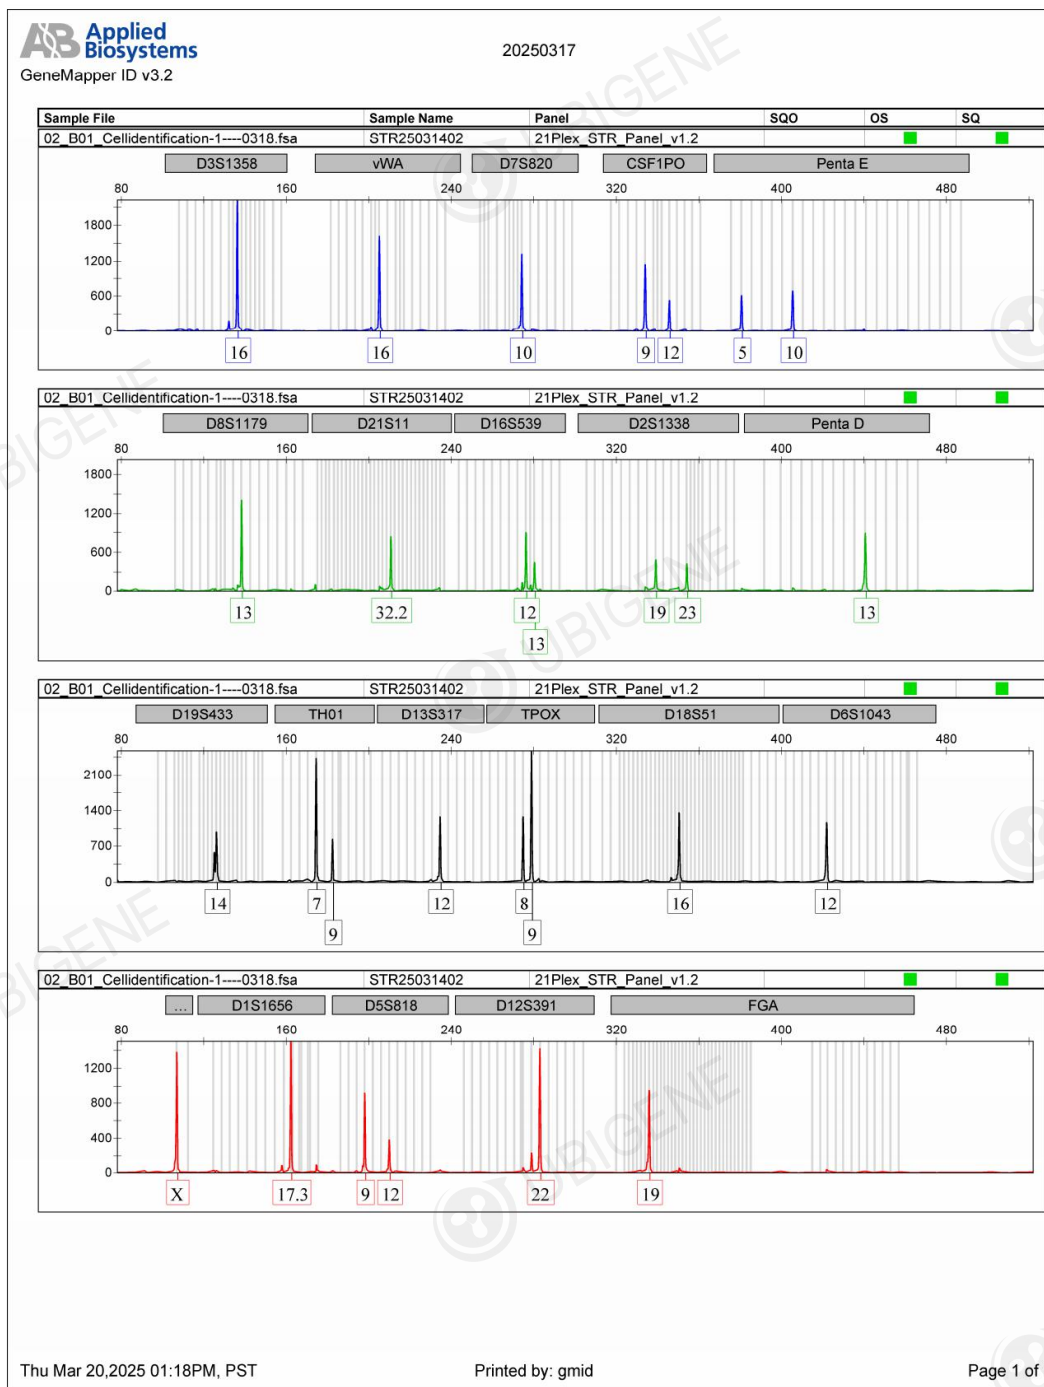 AB Applied
Biosystems
GeneMapper ID v3.2
20250317
Sample File Sample Name Panel SQO OS SQ
02_B01_Cellidentification-1----0318.fsa STR25031402 21Plex_STR_Panel_v1.2
D3S1358 vWA D7S820 CSF1PO Penta E
80 160 240 320 400 480
1800
1200
600
0
16 16 10 9 12 5 10
02_B01_Cellidentification-1----0318.fsa STR25031402 21Plex_STR_Panel_v1.2
D8S1179 D21S11 D16S539 D2S1338 Penta D
80 160 240 320 400 480
1800
1200
600
0
13 32.2 12 19 23 13
13
02_B01_Cellidentification-1----0318.fsa STR25031402 21Plex_STR_Panel_v1.2
D19S433 TH01 D13S317 TPOX D18S51 D6S1043
80 160 240 320 400 480
2100
1400
700
0
14 7 12 8 16 12
9 9
02_B01_Cellidentification-1----0318.fsa STR25031402 21Plex_STR_Panel_v1.2
... D1S1656 D5S818 D12S391 FGA
80 160 240 320 400 480
1200
800
400
0
X 17.3 9 12 22 19
Thu Mar 20,2025 01:18PM, PST Printed by: gmid Page 1 of
UBIGENE
UBIGENE
UBIGENE
UBIGENE
UBIGENE